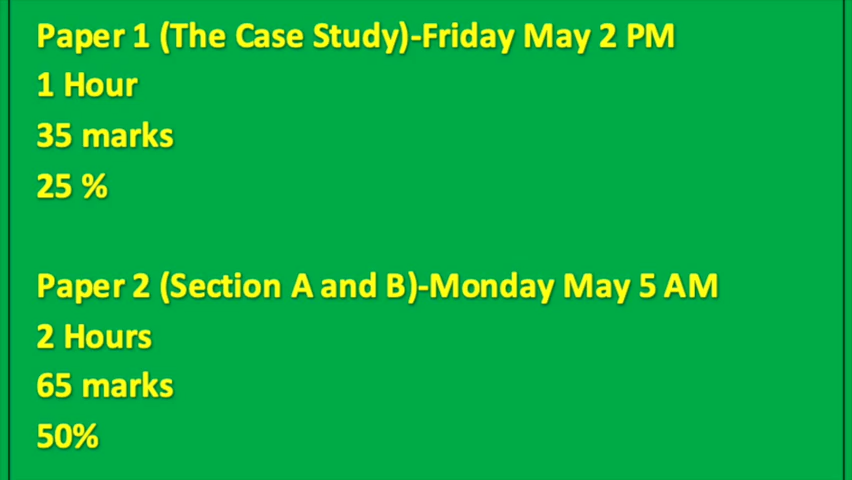 Paper 1 (The Case Study)-Friday May 2 PM
1 Hour
35 marks
25 %
Paper 2 (Section A and B)-Monday May 5 AM
2 Hours
65 marks
50%